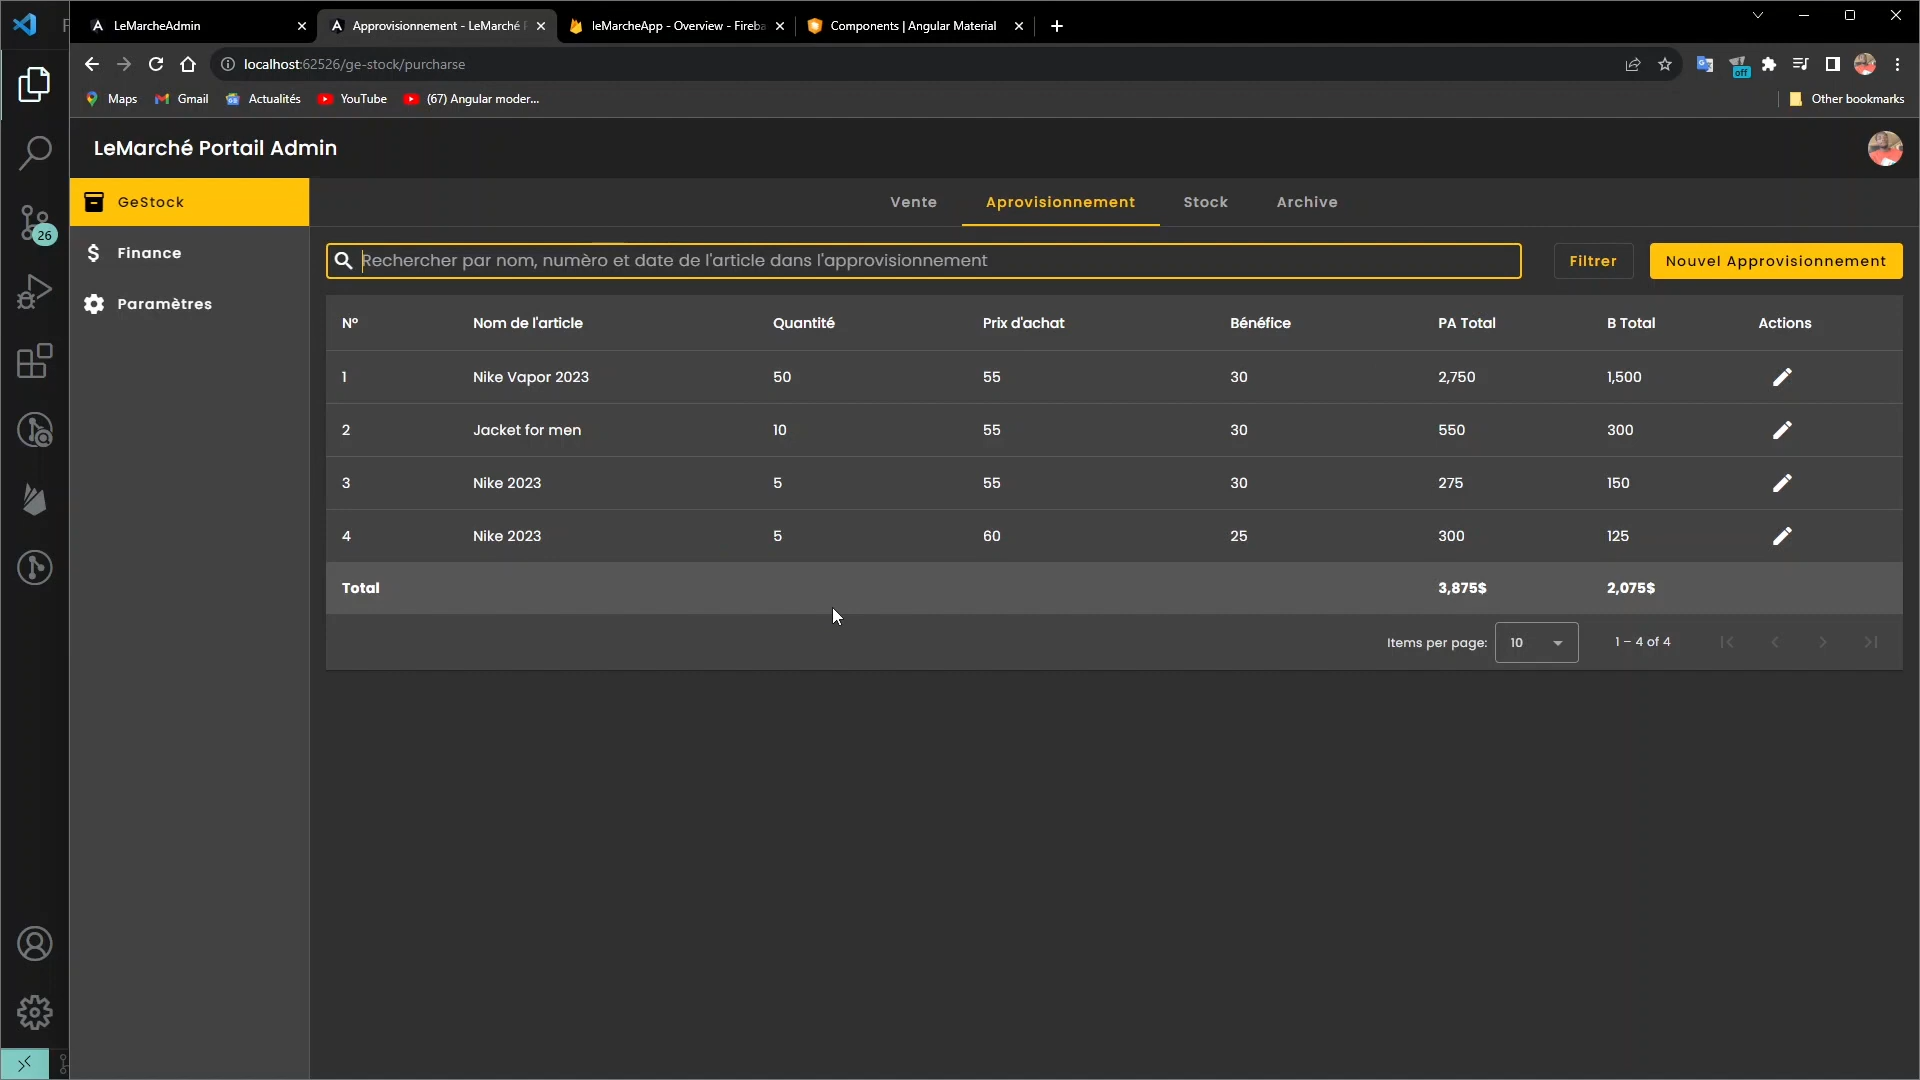 F
LeMarcheAdmin
Approvisionnement - LeMarché P
leMarcheApp - Overview - Fireba
Components | Angular Material
localhost:62526/ge-stock/purcharse
off
Maps
Gmail
Actualités
YouTube
(67) Angular moder...
Other bookmarks
LeMarché Portail Admin
26
GeStock
Finance
Paramètres
Vente
Aprovisionnement
Stock
Archive
Rechercher par nom, numèro et date de l'article dans l'approvisionnement
Filtrer
Nouvel Approvisionnement
N° Nom de l'article Quantité Prix d'achat Bénéfice PA Total B Total Actions
1 Nike Vapor 2023 50 55 30 2,750 1,500
2 Jacket for men 10 55 30 550 300
3 Nike 2023 5 55 30 275 150
4 Nike 2023 5 60 25 300 125
Total 3,875$ 2,075$
Items per page: 10 1 – 4 of 4